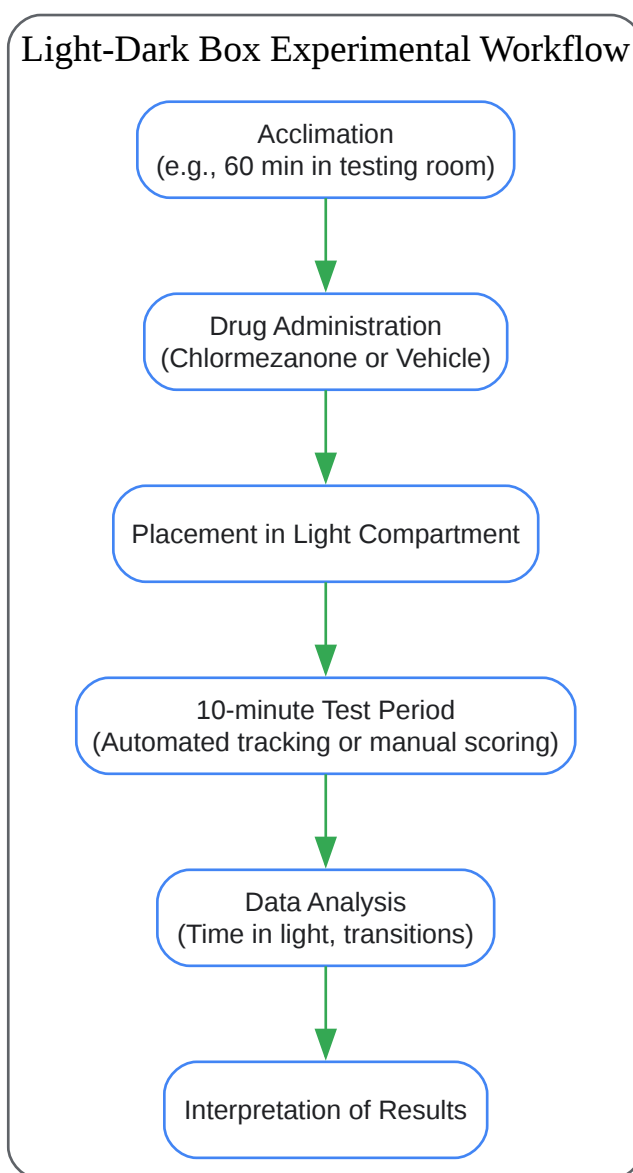 Light-Dark Box Experimental Workflow
Acclimation
(e.g., 60 min in testing room)
Drug Administration
(Chlormezanone or Vehicle)
Placement in Light Compartment
10-minute Test Period
(Automated tracking or manual scoring)
Data Analysis
(Time in light, transitions)
Interpretation of Results